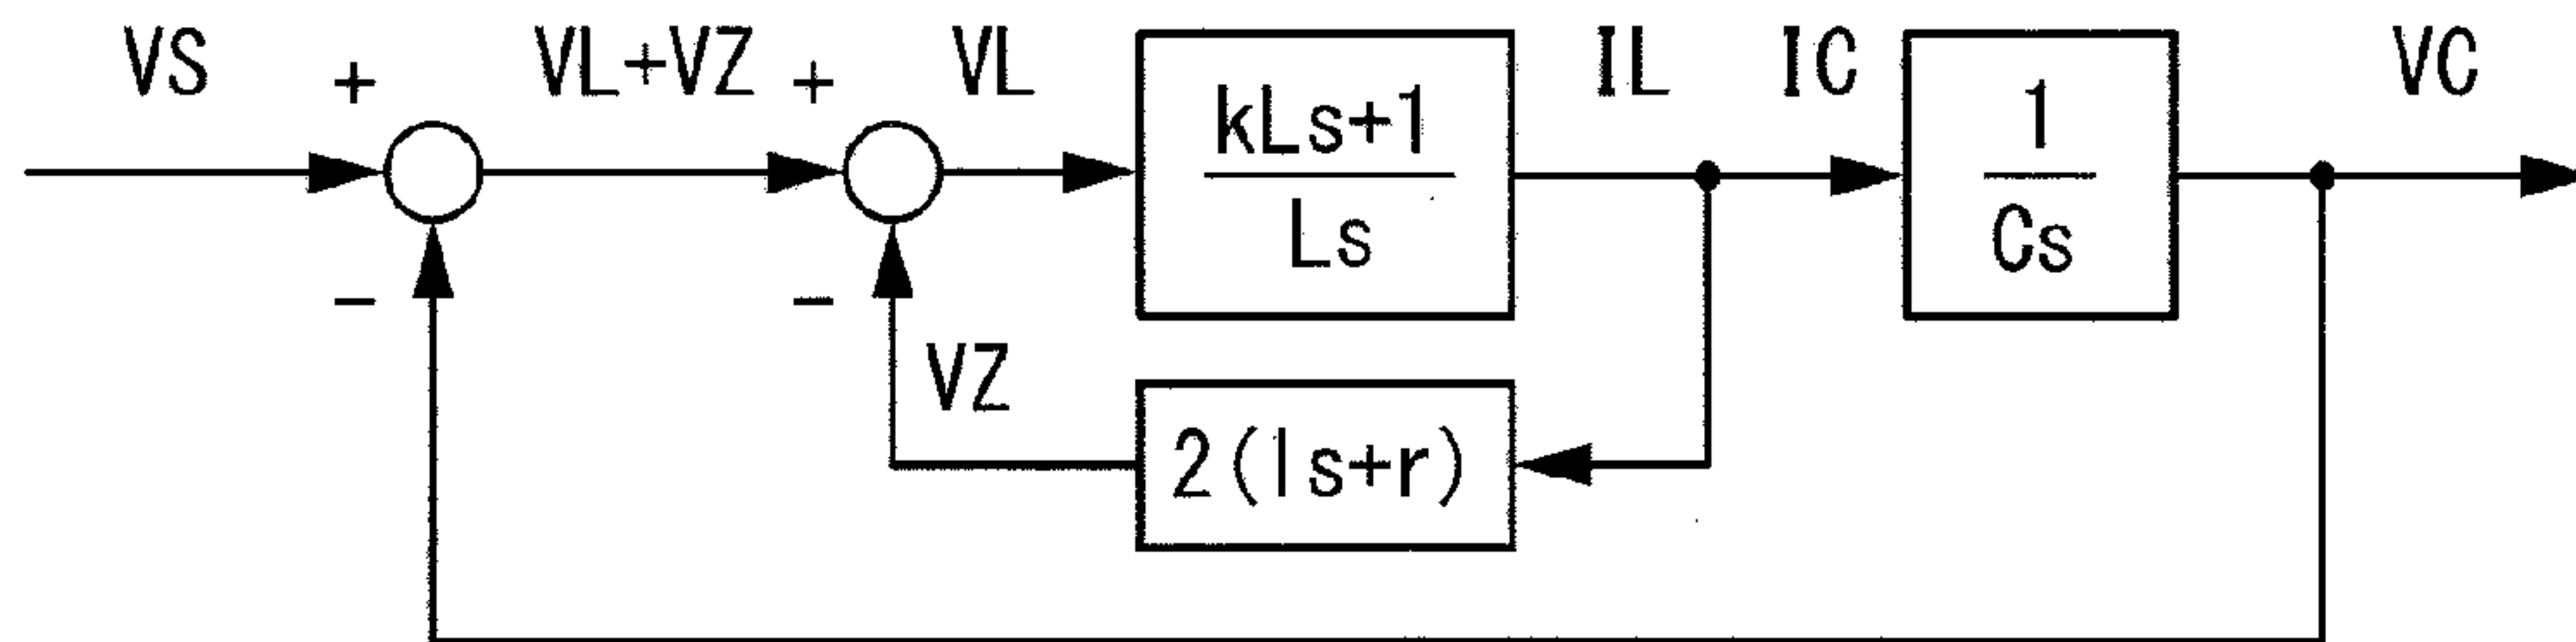 VS
+
VL+VZ
+
VL
kLs+1
Ls
IL
IC
1
Cs
VC
−
−
VZ
2(ls+r)